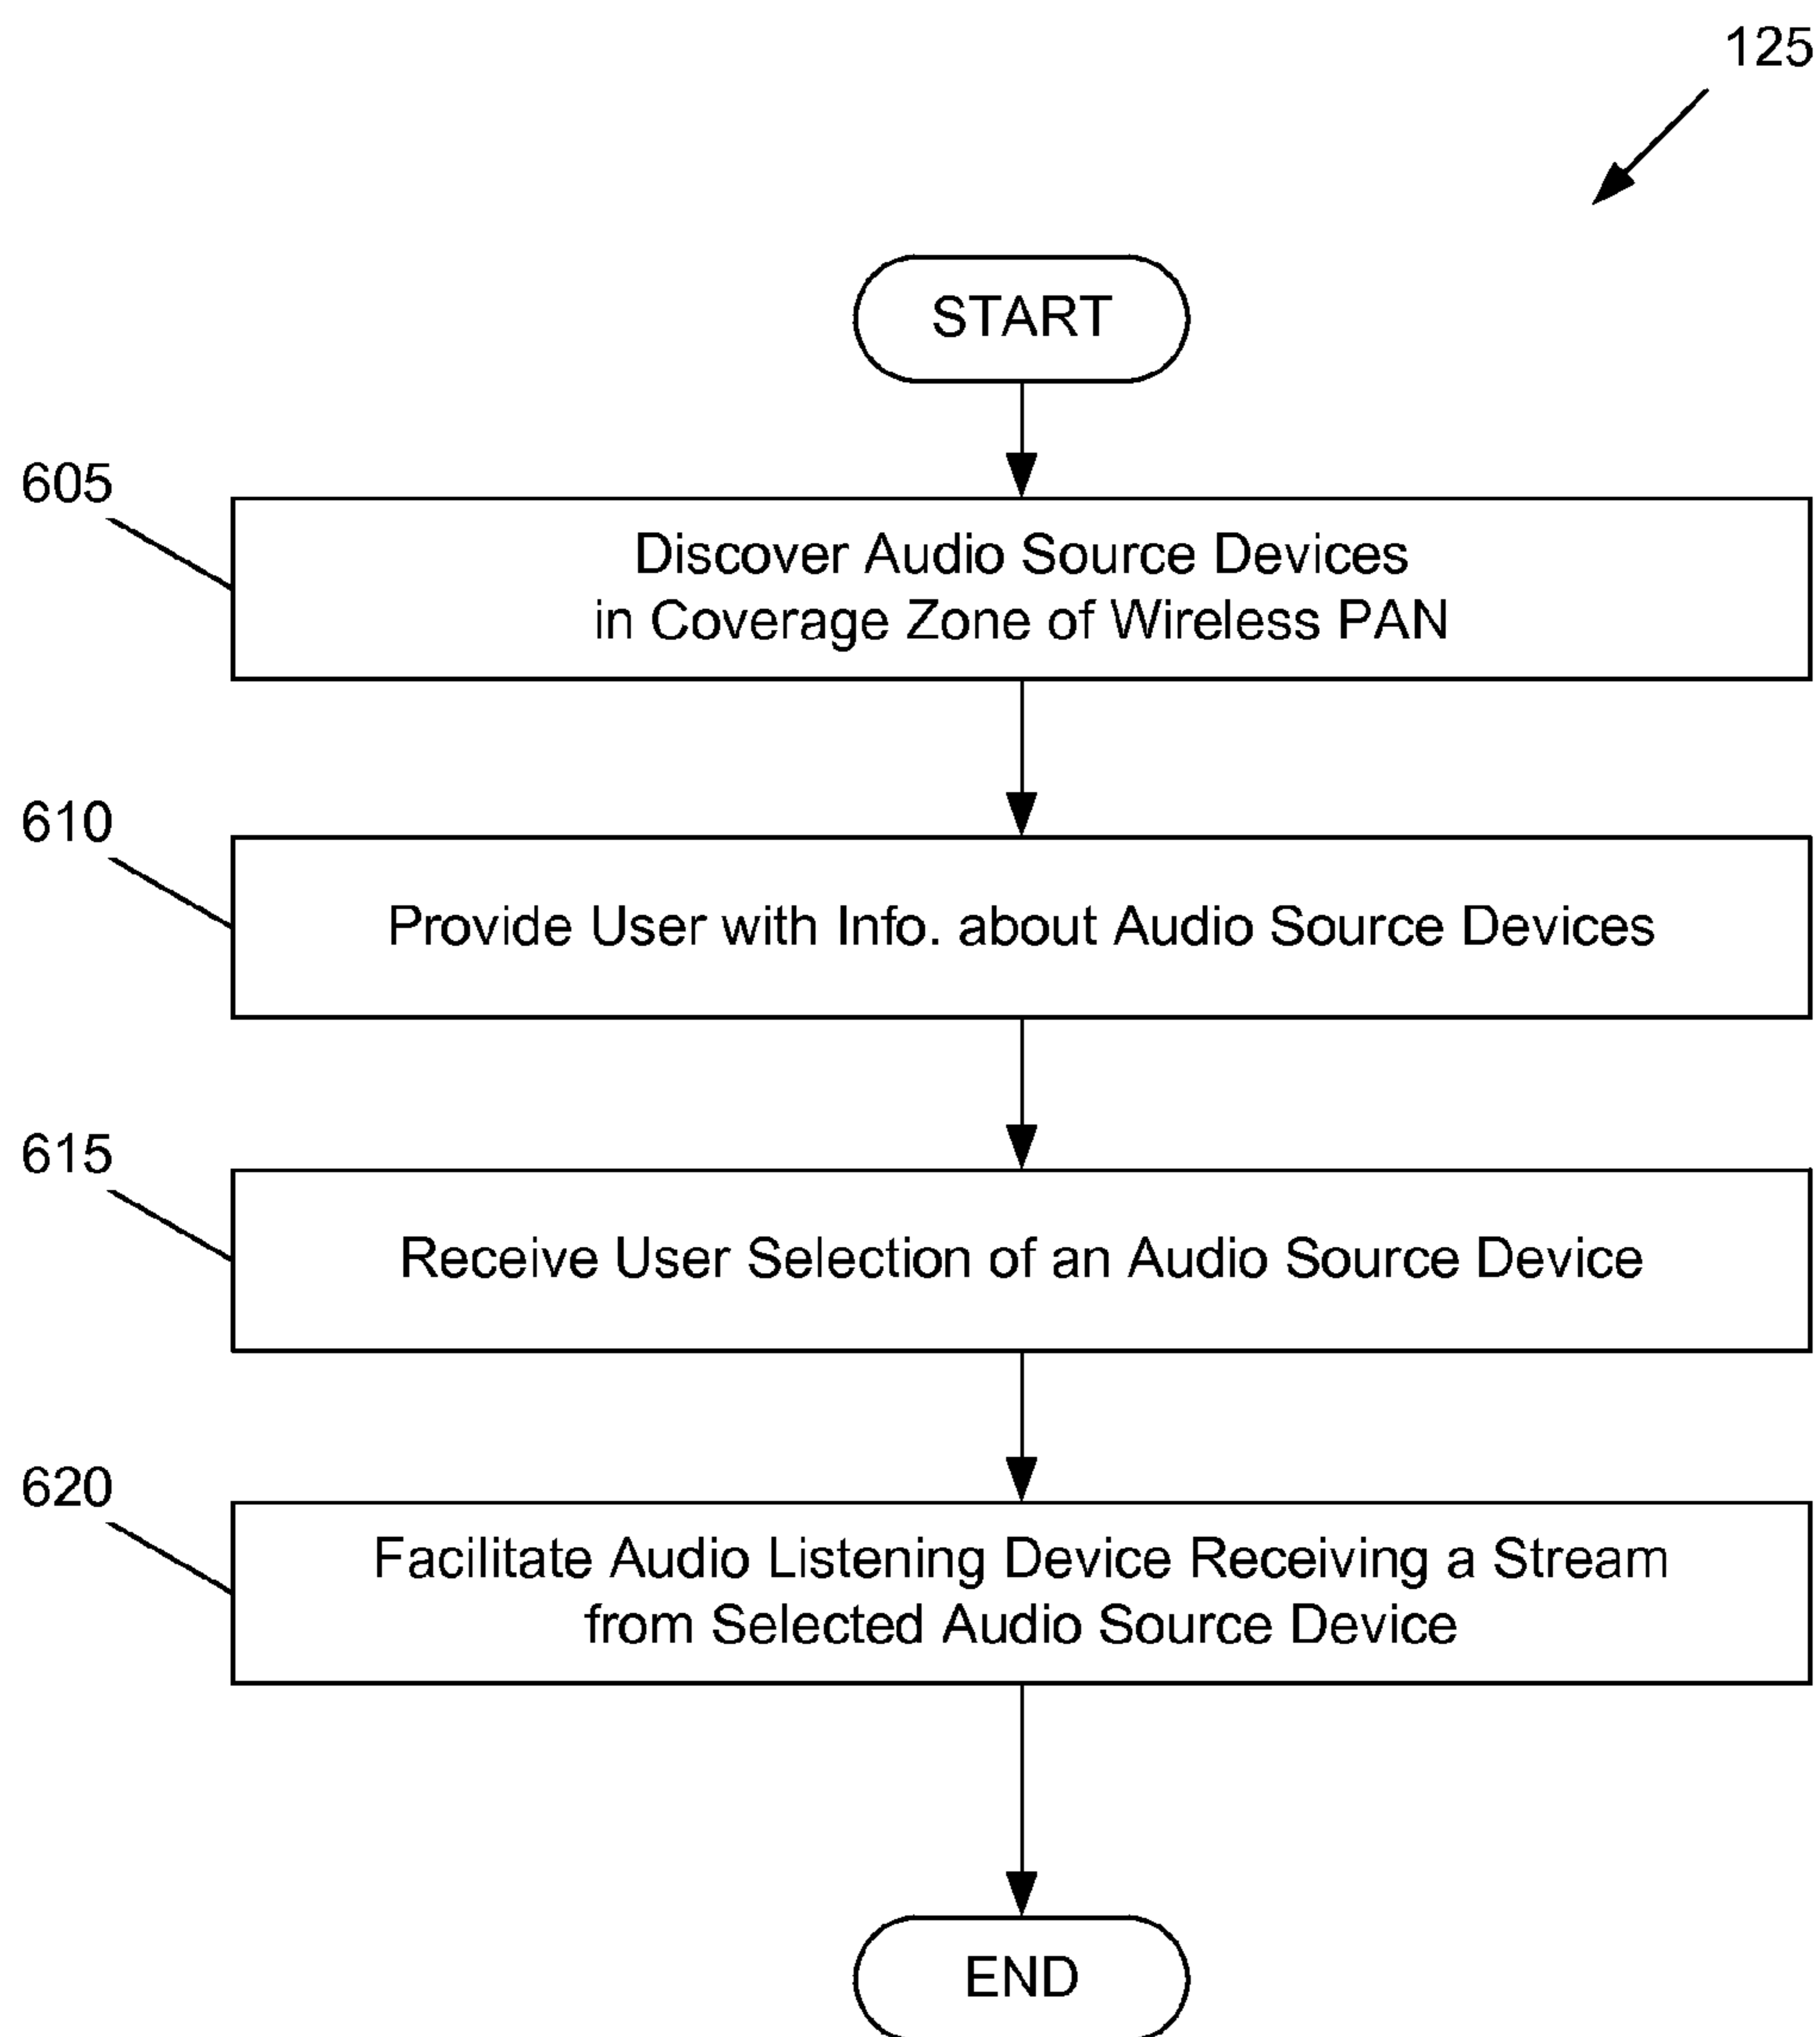 125
START
605
Discover Audio Source Devices
in Coverage Zone of Wireless PAN
610
Provide User with Info. about Audio Source Devices
615
Receive User Selection of an Audio Source Device
620
Facilitate Audio Listening Device Receiving a Stream
from Selected Audio Source Device
END